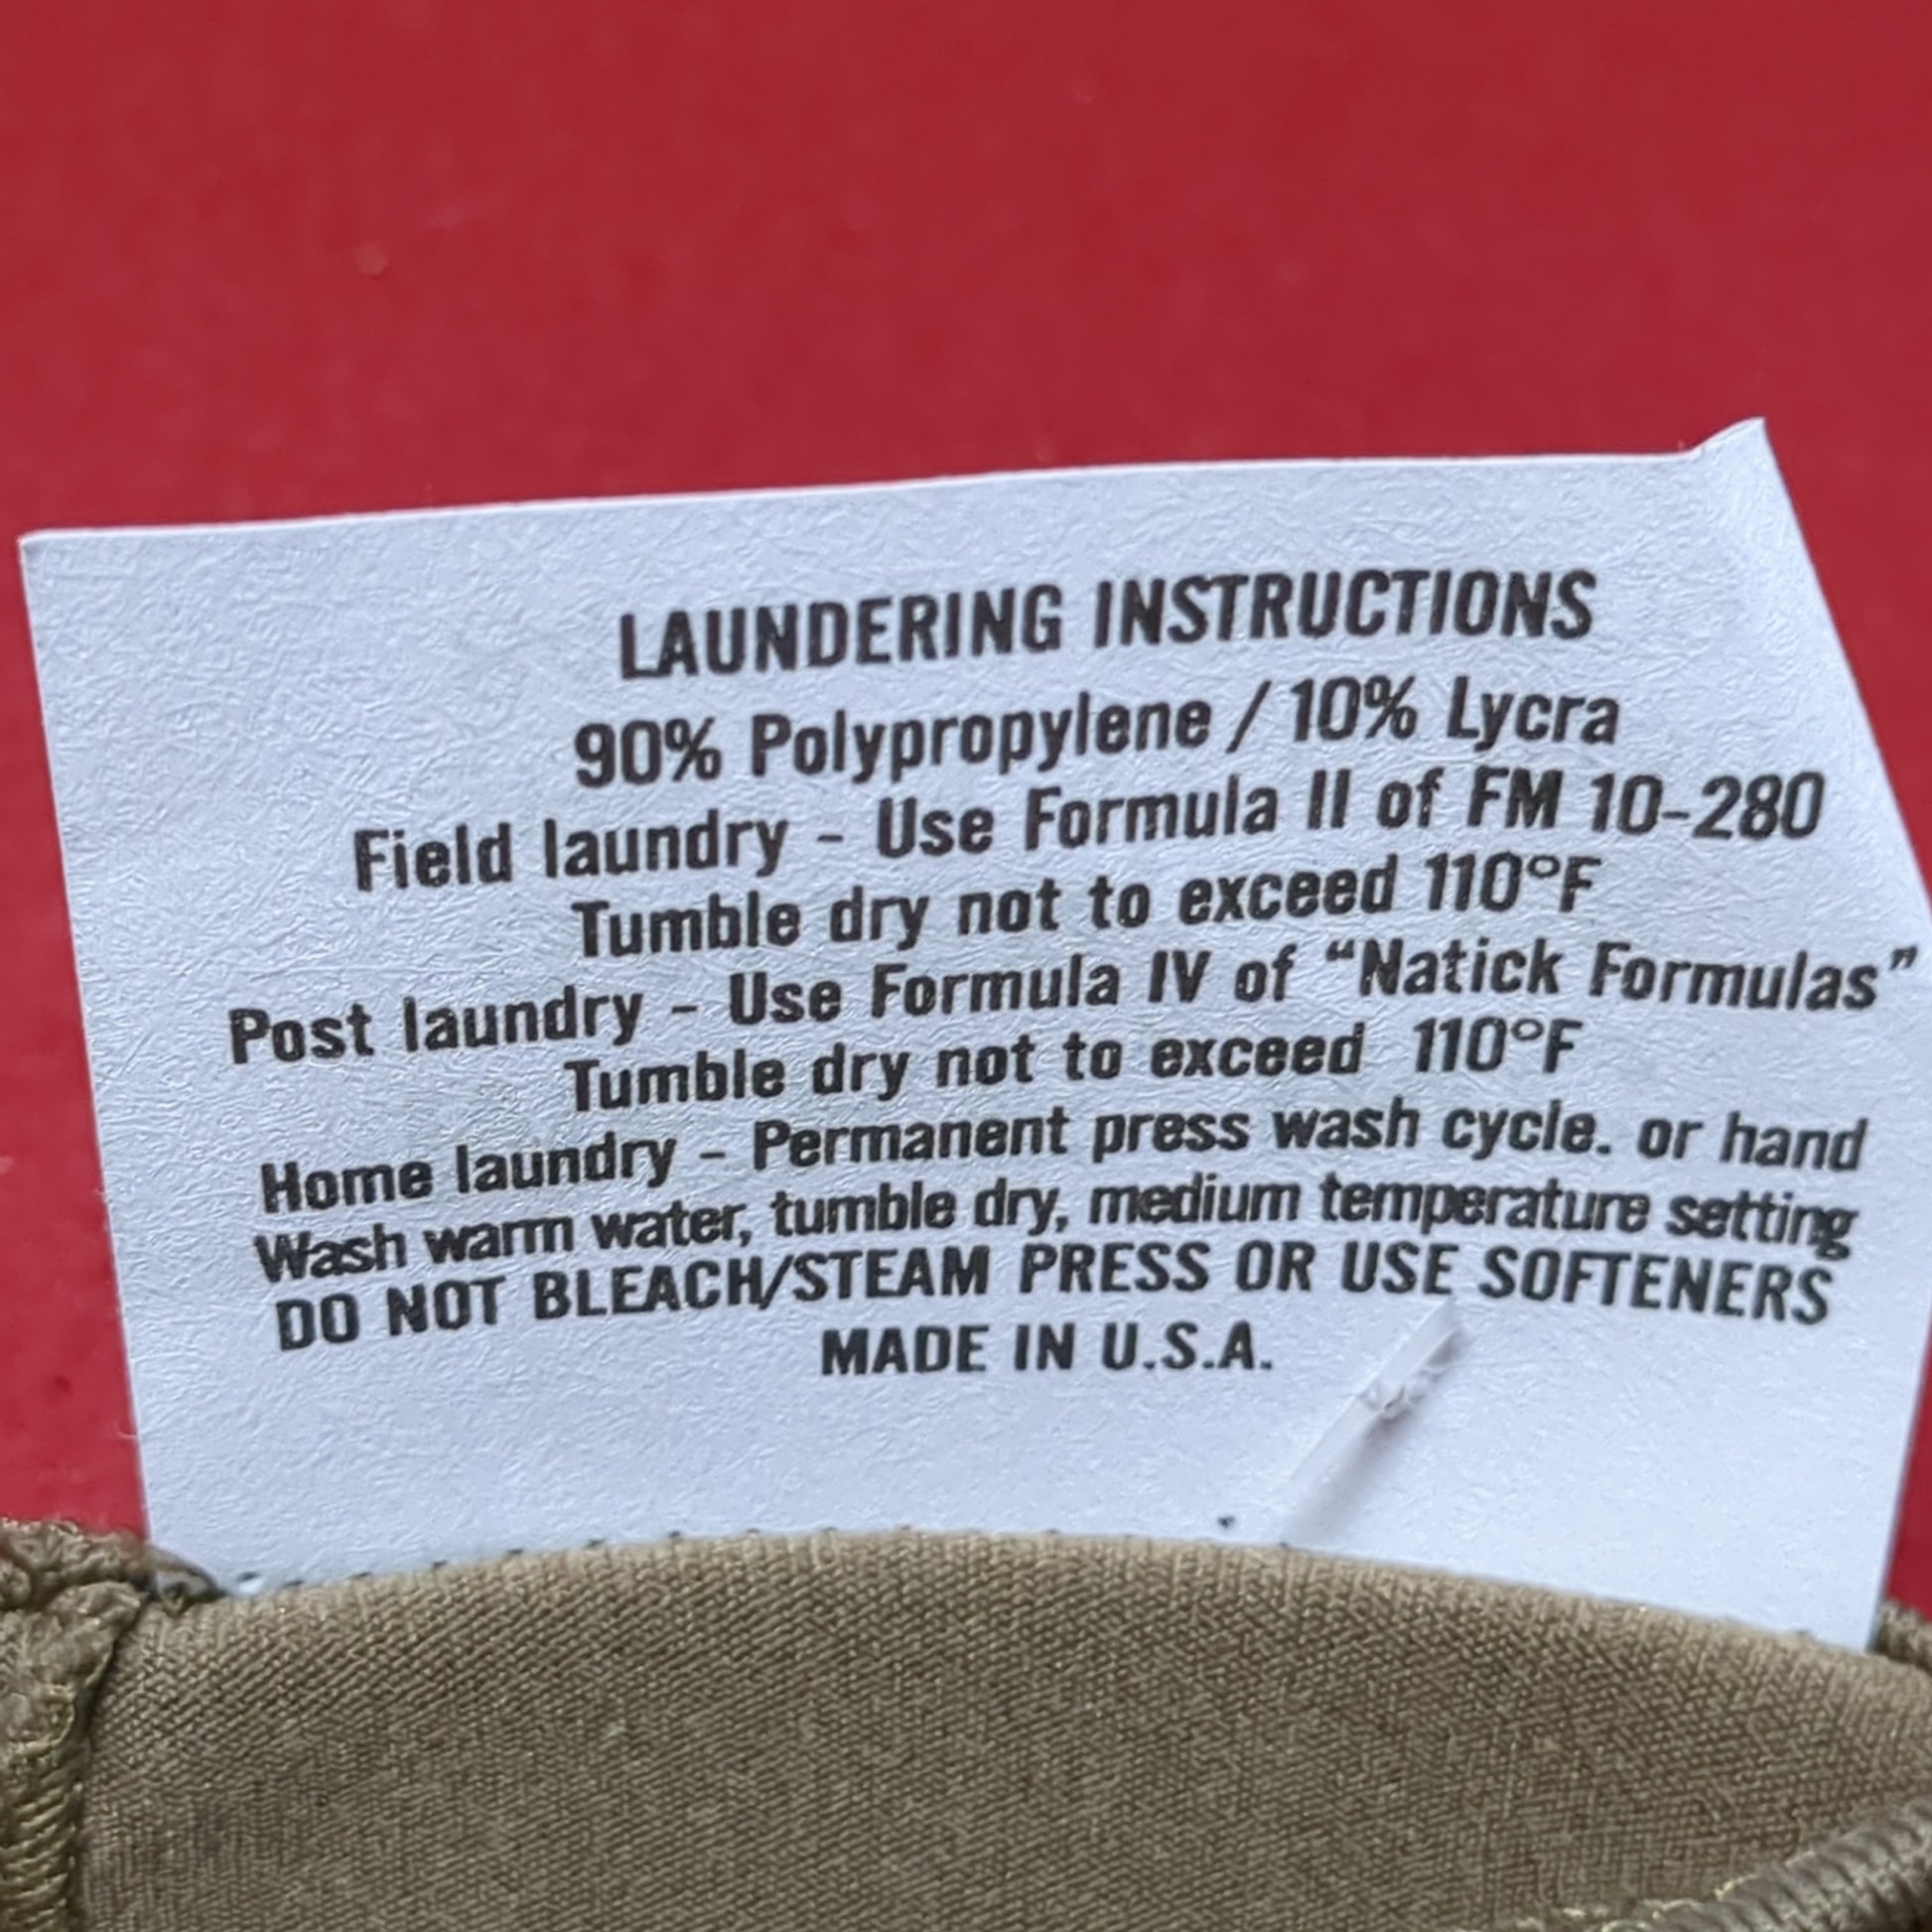 LAUNDERING INSTRUCTIONS
90% Polypropylene / 10% Lycra
Field laundry - Use Formula II of FM 10-280
Tumble dry not to exceed 110°F
Post laundry - Use Formula IV of “Natick Formulas”
Tumble dry not to exceed 110°F
Home laundry - Permanent press wash cycle. or hand
Wash warm water, tumble dry, medium temperature setting
DO NOT BLEACH/STEAM PRESS OR USE SOFTENERS
MADE IN U.S.A.